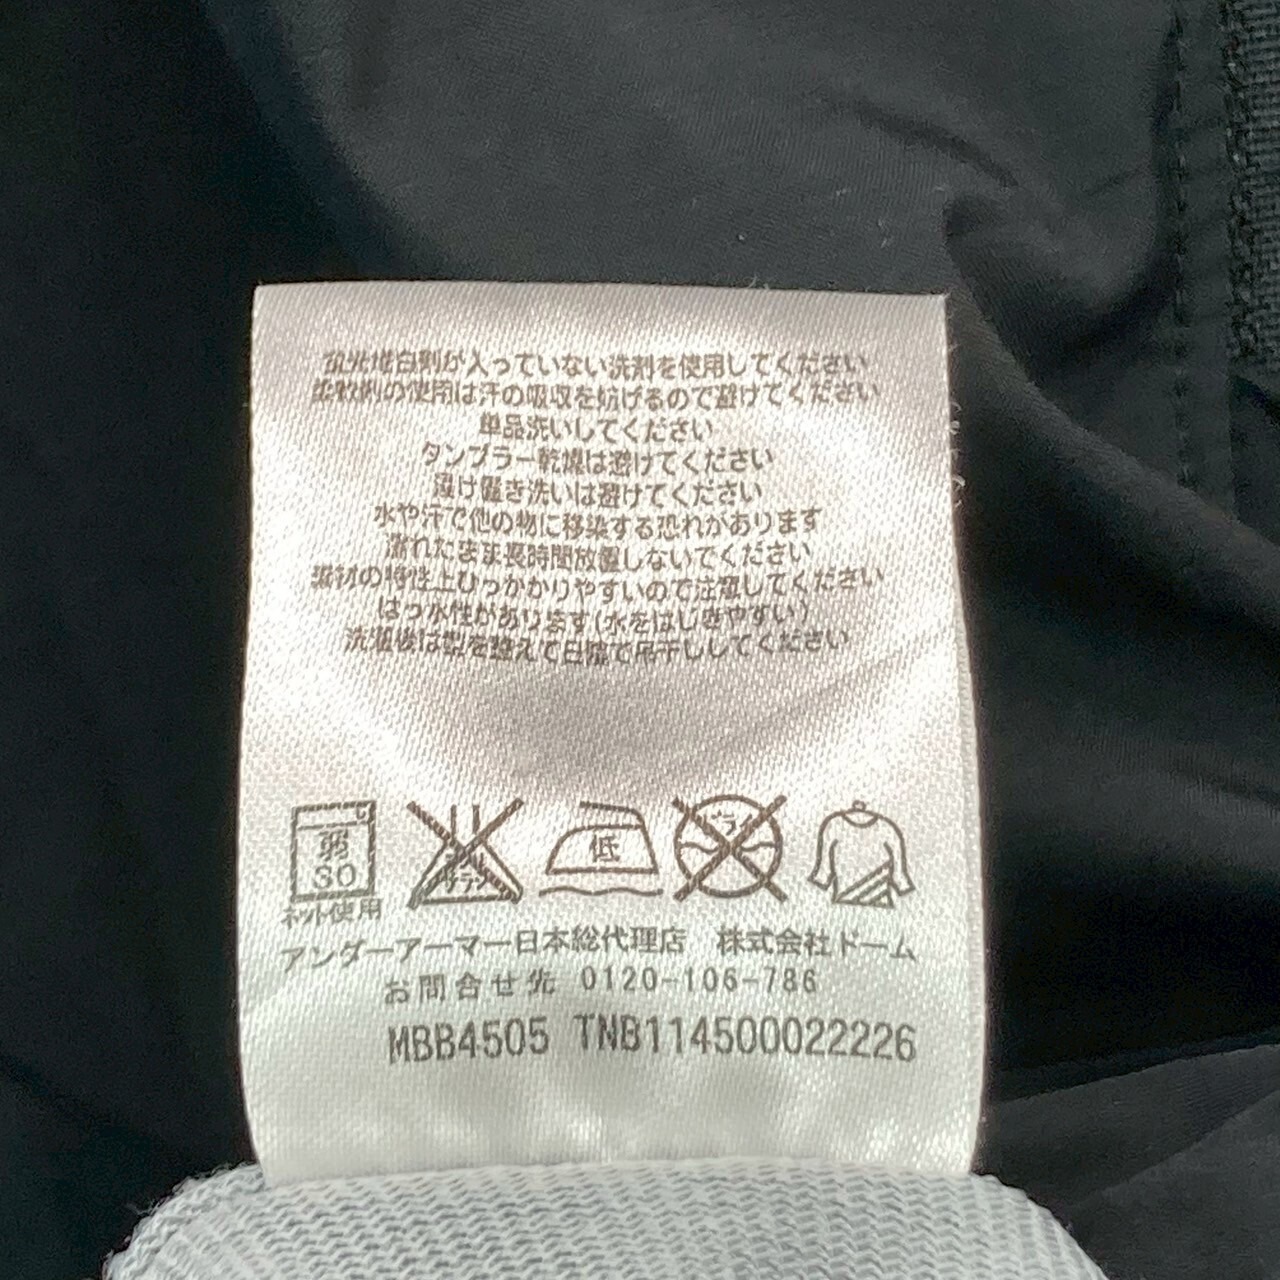 蛍光増白剤が入っていない洗剤を使用してください
柔軟剤の使用は汗の吸収を妨げるので避けてください
単品洗いしてください
タンブラー乾燥は避けてください
漬け置き洗いは避けてください
水や汗で他の物に移染する恐れがあります
濡れたまま長時間放置しないでください
素材の特性上ひっかかりやすいので注意してください
はっ水性があります(水をはじきやすい)
洗濯後は型を整えて日陰で吊干ししてください
弱 エンソ 低 ドライ
30 サラシ
ネット使用
アンダーアーマー日本総代理店 株式会社ドーム
お問合せ先 0120-106-786
MBB4505 TNB114500022226